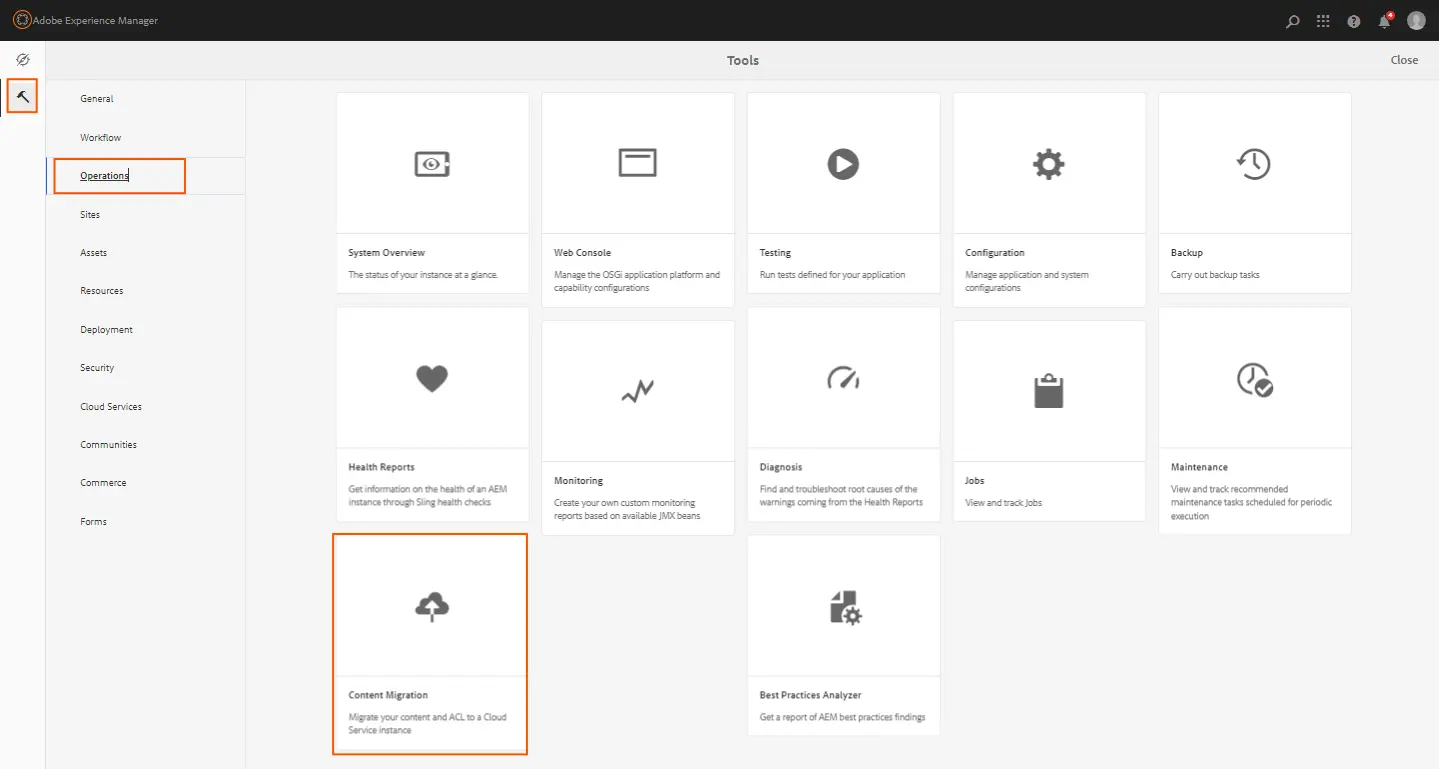 Adobe Experience Manager
4
Tools
Close
General
Workflow
Operations
Sites
Assets
Resources
Deployment
Security
Cloud Services
Communities
Commerce
Forms
System Overview
The status of your instance at a glance.
Web Console
Manage the OSGi application platform and
capability configurations
Testing
Run tests defined for your application
Configuration
Manage application and system
configurations
Backup
Carry out backup tasks
Health Reports
Get information on the health of an AEM
instance through Sling health checks
Monitoring
Create your own custom monitoring
reports based on available JMX beans
Diagnosis
Find and troubleshoot root causes of the
warnings coming from the Health Reports
Jobs
View and track Jobs
Maintenance
View and track recommended
maintenance tasks scheduled for periodic
execution
Content Migration
Migrate your content and ACL to a Cloud
Service instance
Best Practices Analyzer
Get a report of AEM best practices findings